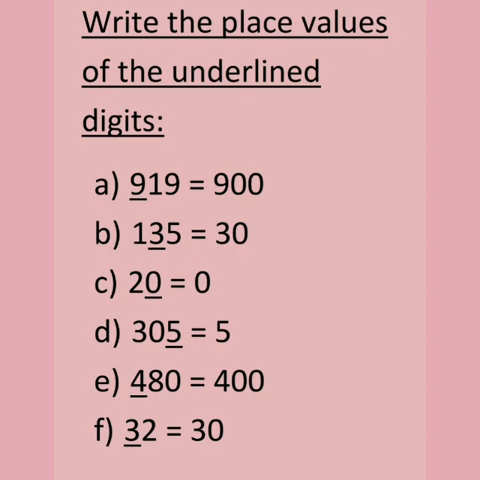 Write the place values
of the underlined
digits:
a) 919 = 900
b) 135 = 30
c) 20 = 0
d) 305 = 5
e) 480 = 400
f) 32 = 30